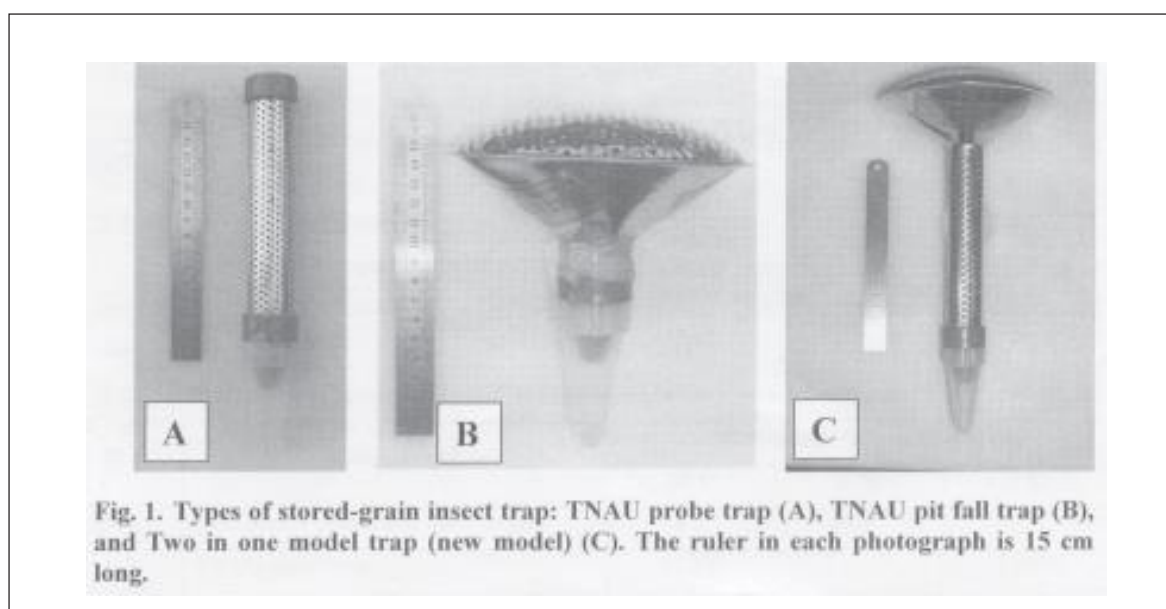 A
B
C
Fig. 1. Types of stored-grain insect trap: TNAU probe trap (A), TNAU pit fall trap (B),
and Two in one model trap (new model) (C). The ruler in each photograph is 15 cm
long.